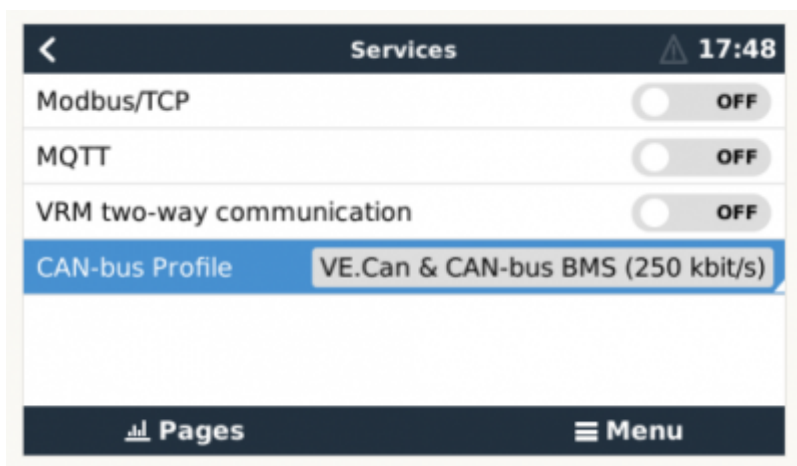 Services 17:48
Modbus/TCP OFF
MQTT OFF
VRM two-way communication OFF
CAN-bus Profile VE.Can & CAN-bus BMS (250 kbit/s)
Pages Menu